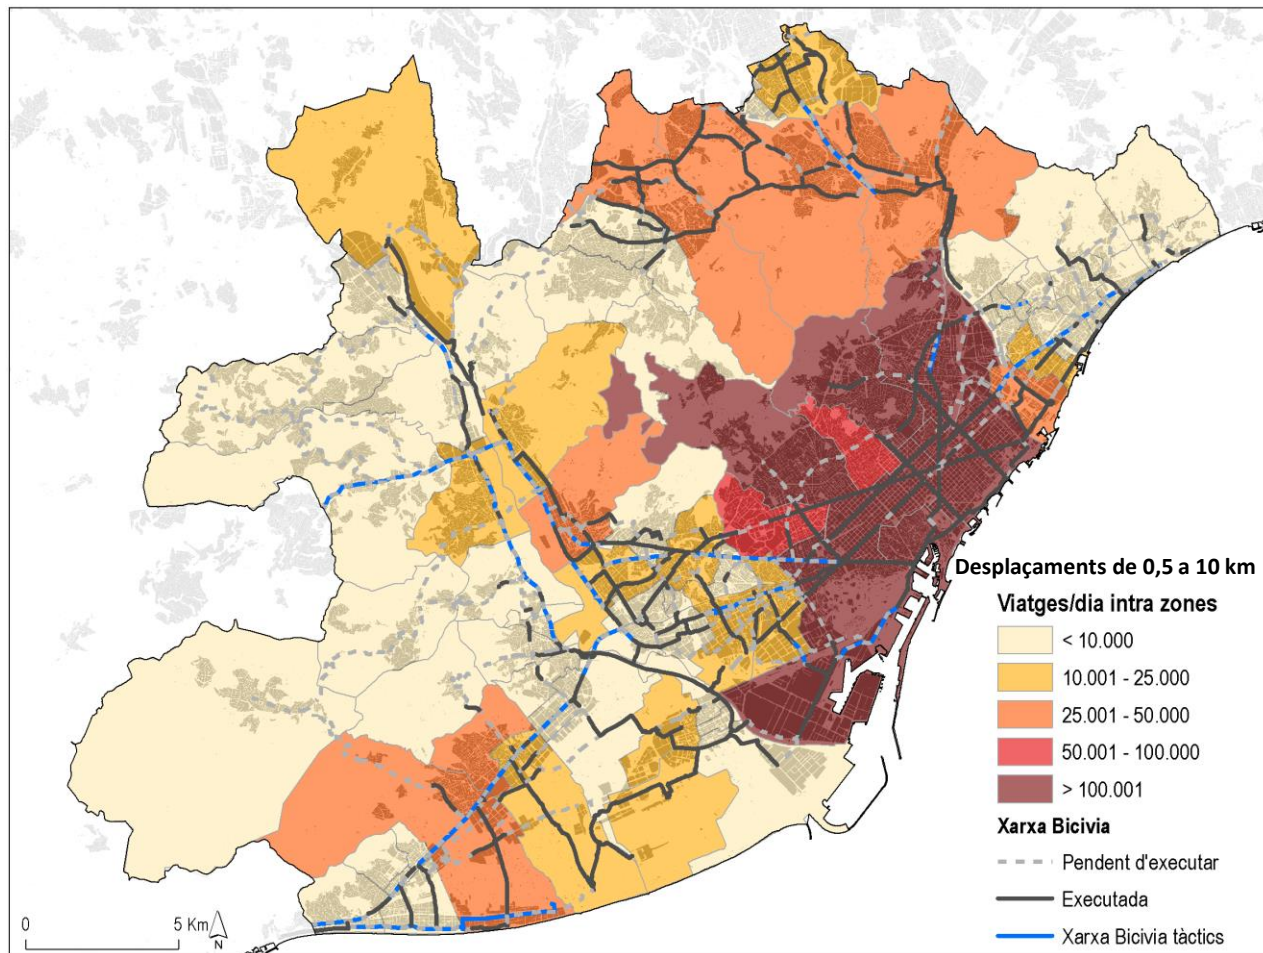 Desplaçaments de 0,5 a 10 km
Viatges/dia intra zones
< 10.000
10.001 - 25.000
25.001 - 50.000
50.001 - 100.000
> 100.001
Xarxa Bicivia
Pendent d'executar
Executada
Xarxa Bicivia tàctics
0 5 Km
N